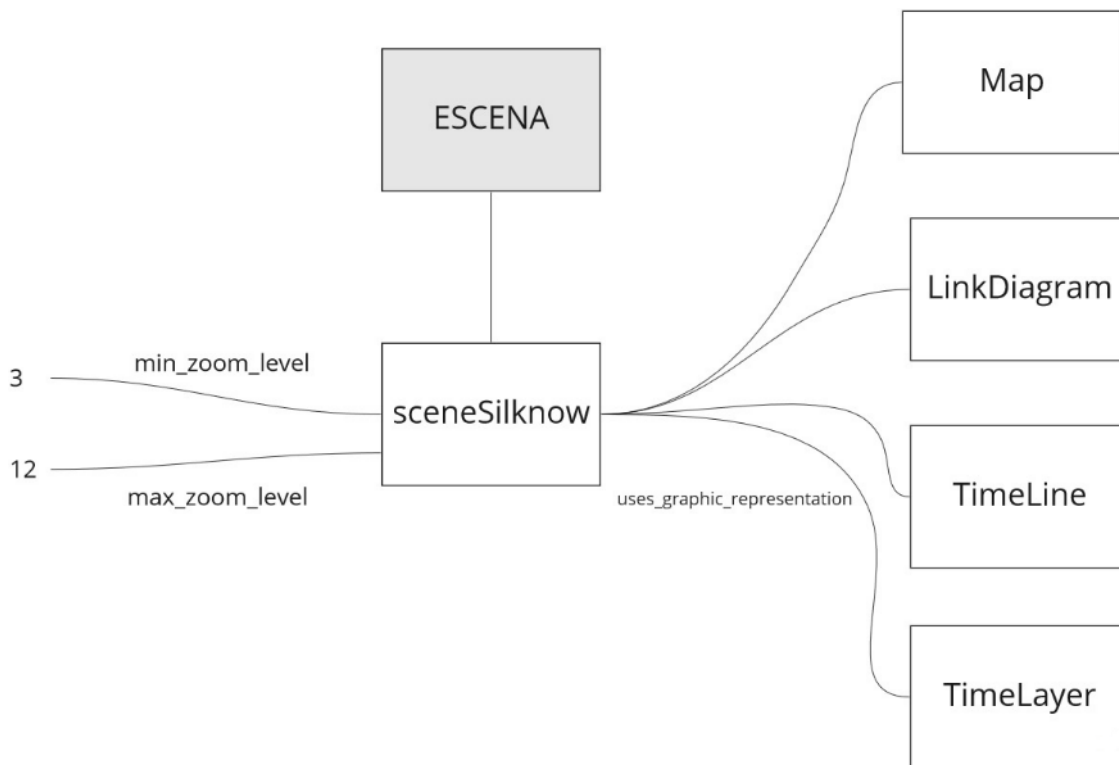 Map
ESCENA
LinkDiagram
min_zoom_level
3
sceneSilknow
12
max_zoom_level
uses_graphic_representation
TimeLine
TimeLayer